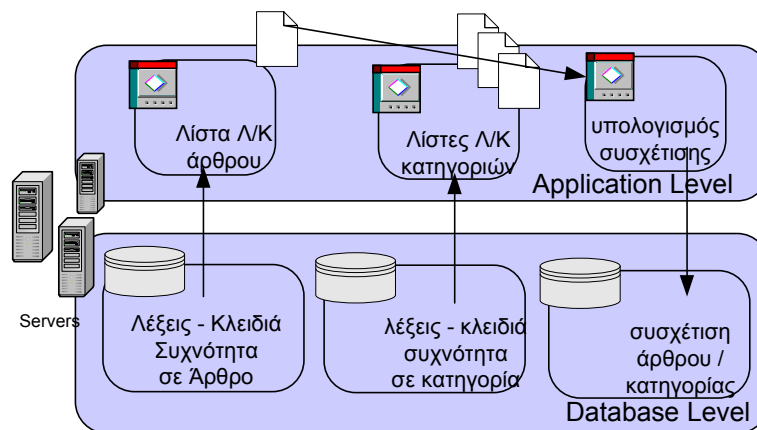 Λίστα Λ/Κ
άρθρου
Λίστες Λ/Κ
κατηγοριών
υπολογισμός
συσχέτισης
Application Level
Servers
Λέξεις - Κλειδιά
Συχνότητα
σε Άρθρο
λέξεις - κλειδιά
συχνότητα
σε κατηγορία
συσχέτιση
άρθρου /
κατηγορίας
Database Level